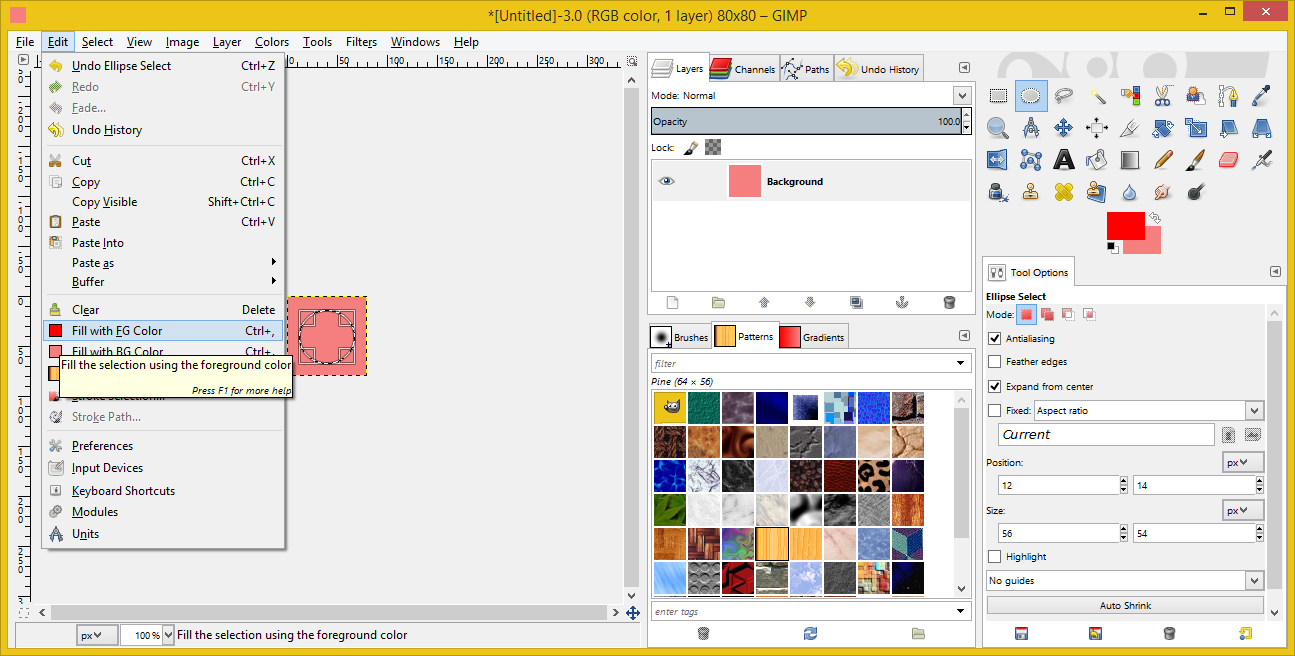 *[Untitled]-3.0 (RGB color, 1 layer) 80x80 – GIMP
File Edit Select View Image Layer Colors Tools Filters Windows Help
Undo Ellipse Select Ctrl+Z
Redo Ctrl+Y
Fade...
Undo History
Cut Ctrl+X
Copy Ctrl+C
Copy Visible Shift+Ctrl+C
Paste Ctrl+V
Paste Into
Paste as
Buffer
Clear Delete
Fill with FG Color Ctrl+,
Fill with BG Color Ctrl+.
Fill the selection using the foreground color
Press F1 for more help
Stroke Selection...
Stroke Path...
Preferences
Input Devices
Keyboard Shortcuts
Modules
Units
0 50 100 150 200 250 300
px 100 % Fill the selection using the foreground color
Layers Channels Paths Undo History
Mode: Normal
Opacity 100.0
Lock:
Background
Brushes Patterns Gradients
filter
Pine (64 × 56)
enter tags
Tool Options
Ellipse Select
Mode:
Antialiasing
Feather edges
Expand from center
Fixed: Aspect ratio
Current
Position: px
12 14
Size: px
56 54
Highlight
No guides
Auto Shrink